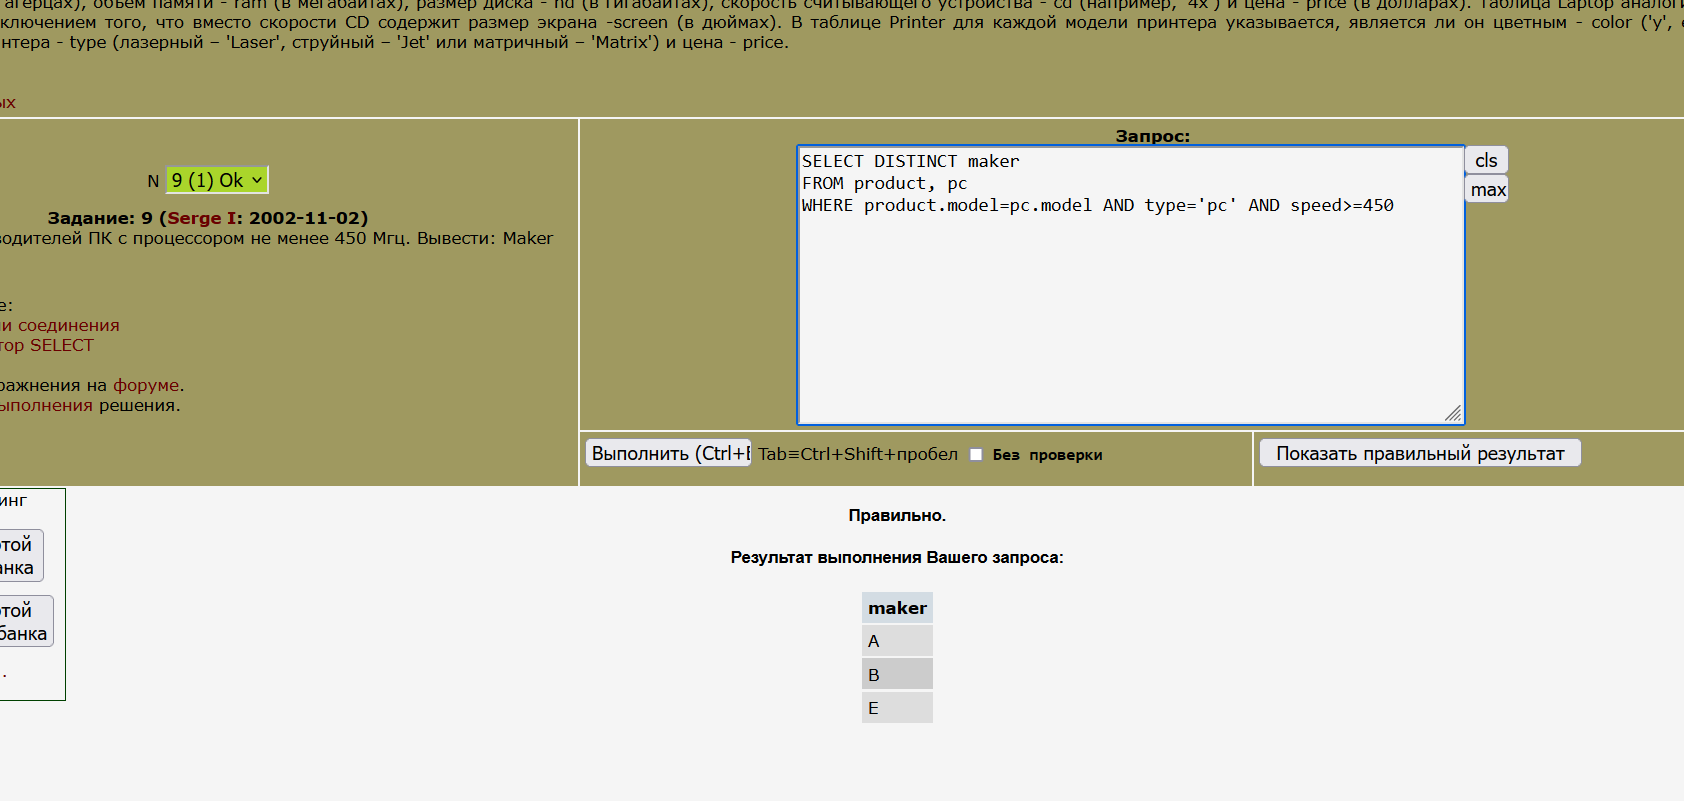 агерцах), объем памяти - ram (в мегабайтах), размер диска - hd (в гигабайтах), скорость считывающего устройства - cd (например, '4x') и цена - price (в долларах). Таблица Laptop аналоги
ключением того, что вместо скорости CD содержит размер экрана -screen (в дюймах). В таблице Printer для каждой модели принтера указывается, является ли он цветным - color ('y', е
нтера - type (лазерный – 'Laser', струйный – 'Jet' или матричный – 'Matrix') и цена - price.
ых
N 9 (1) Ok
Задание: 9 (Serge I: 2002-11-02)
водителей ПК с процессором не менее 450 Мгц. Вывести: Maker
е:
ии соединения
тор SELECT
ражнения на форуме.
ыполнения решения.
Запрос:
SELECT DISTINCT maker
FROM product, pc
WHERE product.model=pc.model AND type='pc' AND speed>=450
cls
max
Выполнить (Ctrl+E Tab≡Ctrl+Shift+пробел Без проверки
Показать правильный результат
инг
отой
анка
отой
банка
.
Правильно.
Результат выполнения Вашего запроса:
maker
A
B
E